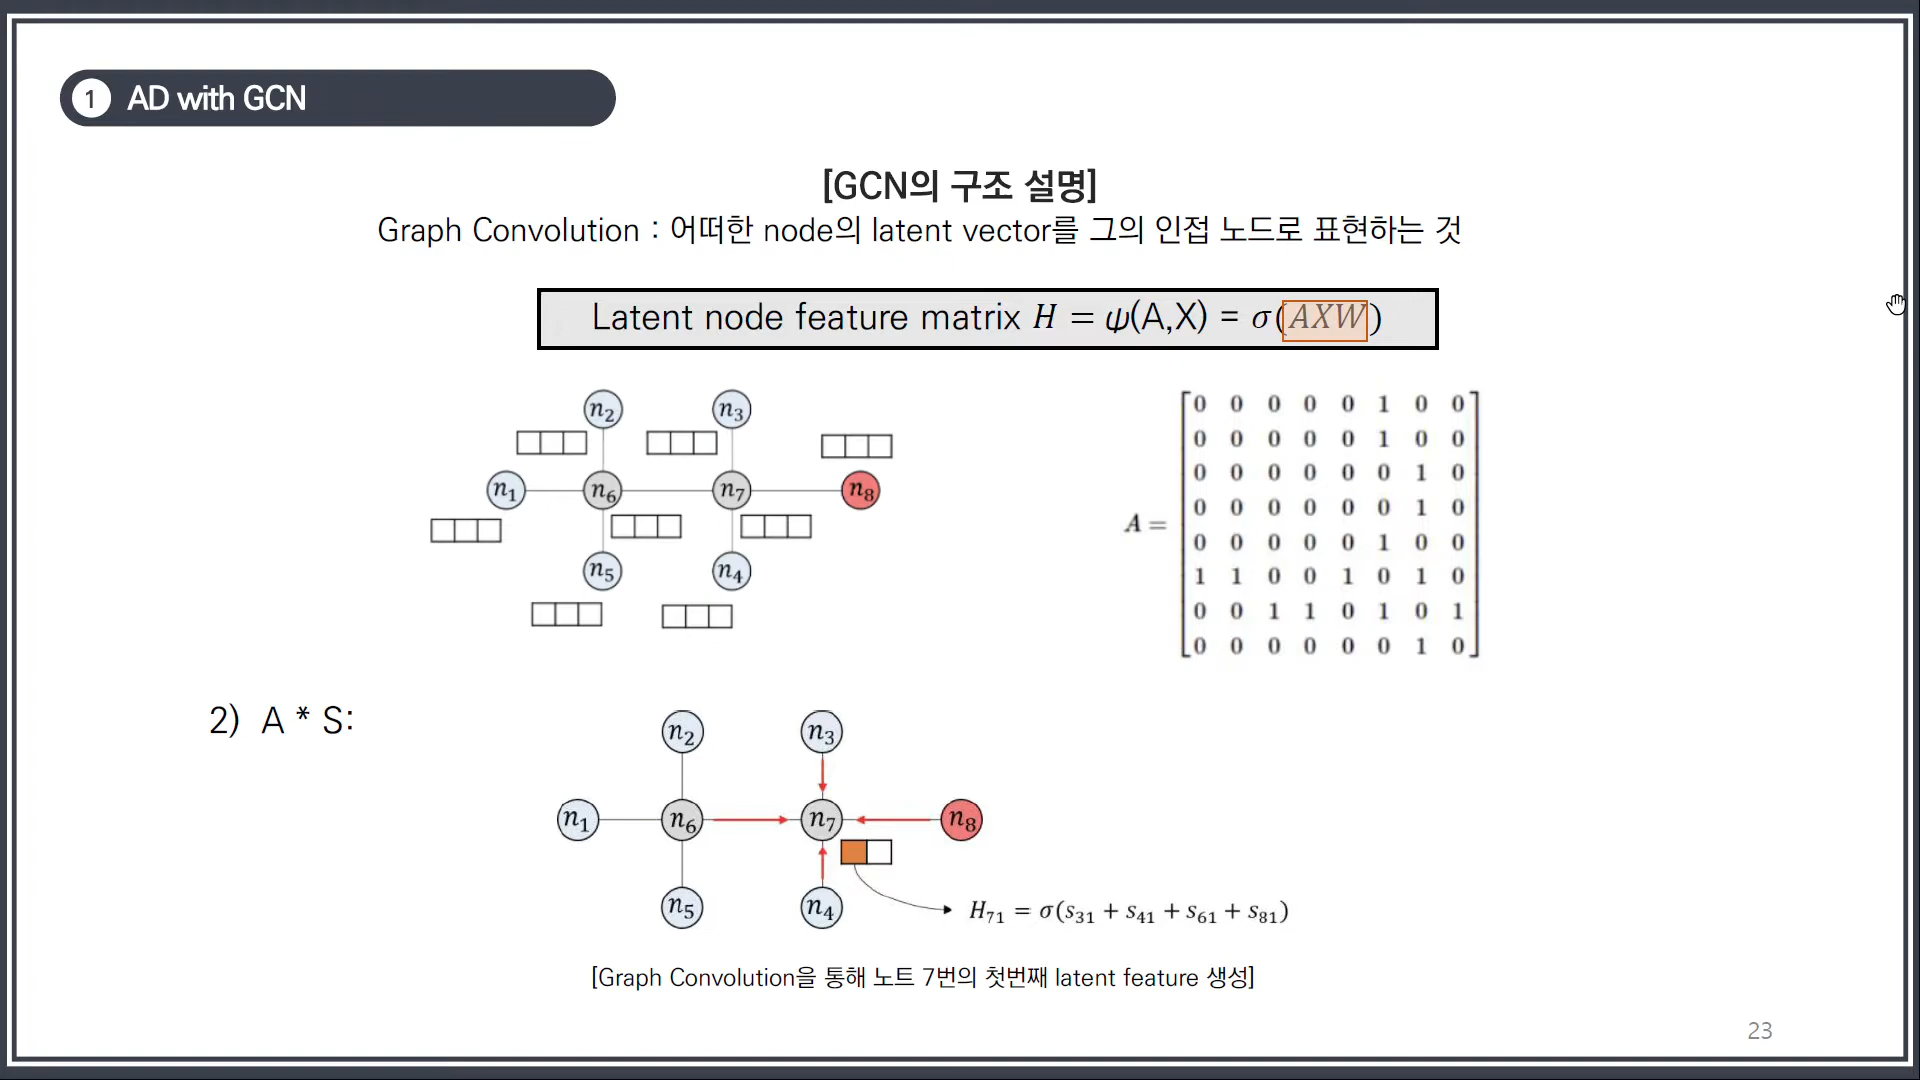 1 AD with GCN
[GCN의 구조 설명]
Graph Convolution : 어떠한 node의 latent vector를 그의 인접 노드로 표현하는 것
Latent node feature matrix H = ψ(A,X) = σ(AXW)
n2 n3
n1 n6 n7 n8
n5 n4
A =
0 0 0 0 0 1 0 0
0 0 0 0 0 1 0 0
0 0 0 0 0 0 1 0
0 0 0 0 0 0 1 0
0 0 0 0 0 1 0 0
1 1 0 0 1 0 1 0
0 0 1 1 0 1 0 1
0 0 0 0 0 0 1 0
2) A * S:
n2 n3
n1 n6 n7 n8
n5 n4
H71 = σ(s31 + s41 + s61 + s81)
[Graph Convolution을 통해 노트 7번의 첫번째 latent feature 생성]
23